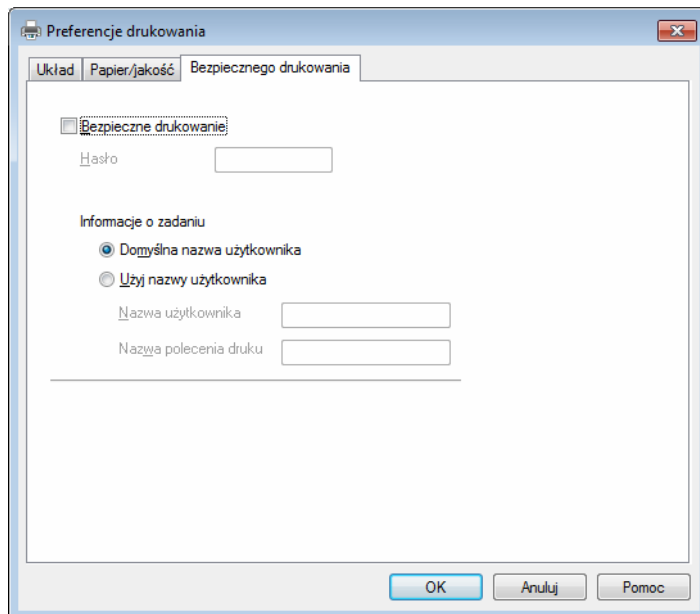 Preferencje drukowania
Układ Papier/jakość Bezpiecznego drukowania
Bezpieczne drukowanie
Hasło
Informacje o zadaniu
Domyślna nazwa użytkownika
Użyj nazwy użytkownika
Nazwa użytkownika
Nazwa polecenia druku
OK Anuluj Pomoc